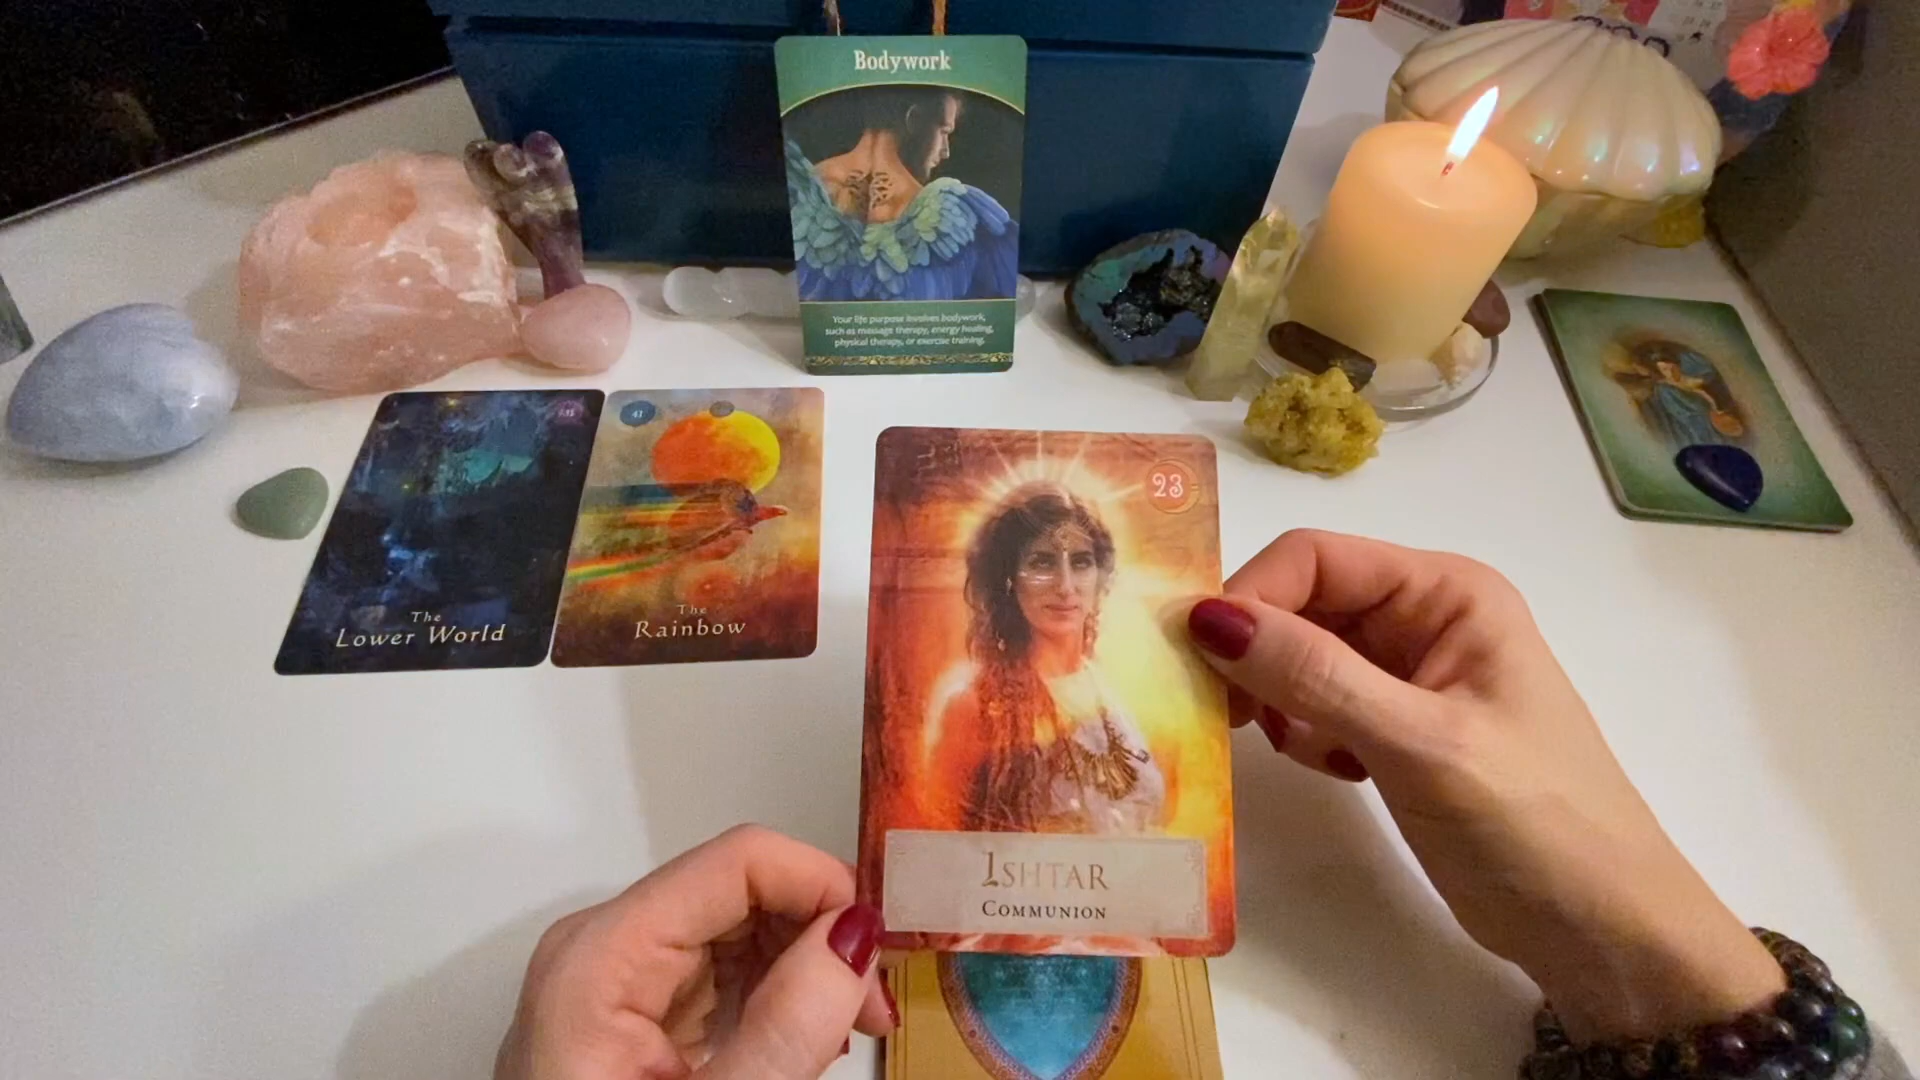 Bodywork
Your life purpose involves bodywork,
such as massage therapy, energy healing,
physical therapy, or exercise training.
The
Lower World
41
The
Rainbow
23
ISHTAR
COMMUNION